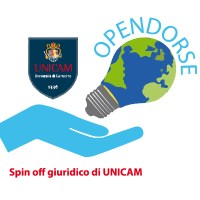 OPENDORSE
UNICAM
Università di Camerino
1336
Spin off giuridico di UNICAM